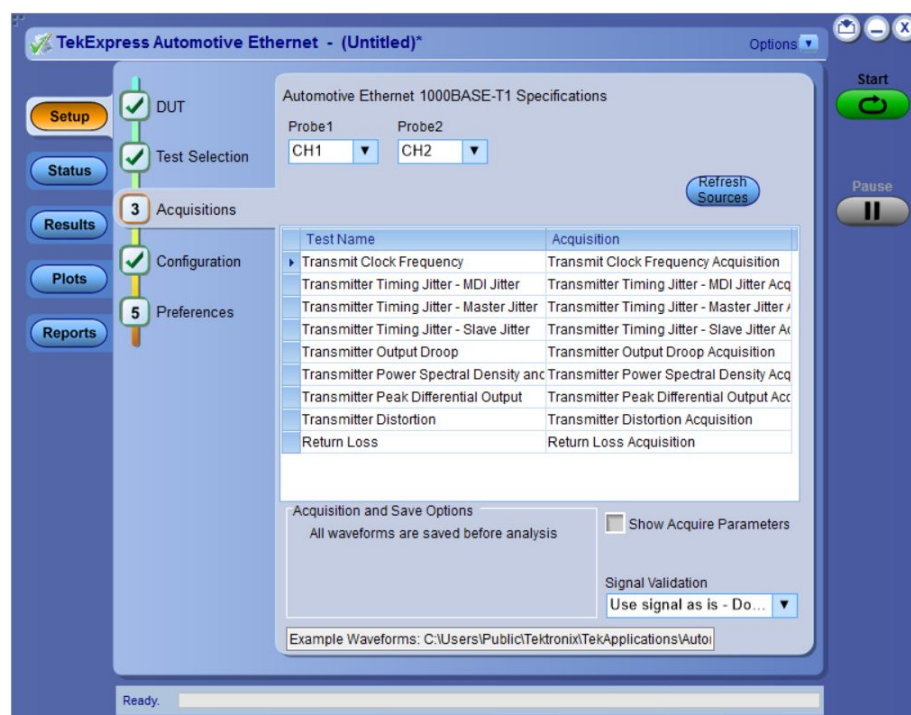 TekExpress Automotive Ethernet - (Untitled)*
Options
Start
Pause
Setup
Status
Results
Plots
Reports
DUT
Test Selection
3 Acquisitions
Configuration
5 Preferences
Automotive Ethernet 1000BASE-T1 Specifications
Probe1 Probe2
CH1 CH2
Refresh
Sources
Test Name Acquisition
Transmit Clock Frequency Transmit Clock Frequency Acquisition
Transmitter Timing Jitter - MDI Jitter Transmitter Timing Jitter - MDI Jitter Acq
Transmitter Timing Jitter - Master Jitter Transmitter Timing Jitter - Master Jitter
Transmitter Timing Jitter - Slave Jitter Transmitter Timing Jitter - Slave Jitter Ac
Transmitter Output Droop Transmitter Output Droop Acquisition
Transmitter Power Spectral Density and Transmitter Power Spectral Density Acq
Transmitter Peak Differential Output Transmitter Peak Differential Output Acc
Transmitter Distortion Transmitter Distortion Acquisition
Return Loss Return Loss Acquisition
Acquisition and Save Options
All waveforms are saved before analysis
Show Acquire Parameters
Signal Validation
Use signal as is - Do...
Example Waveforms: C:\Users\Public\Tektronix\TekApplications\Autor
Ready.